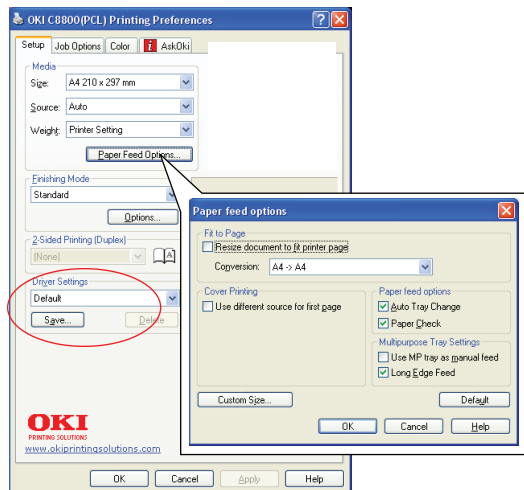 OKI C8800(PCL) Printing Preferences
Setup Job Options Color i AskOki
Media
Size: A4 210 x 297 mm
Source: Auto
Weight: Printer Setting
Paper Feed Options...
Finishing Mode
Standard
Options...
2-Sided Printing (Duplex)
(None)
Driver Settings
Default
Save... Delete
OKI
PRINTING SOLUTIONS
www.okiprintingsolutions.com
OK Cancel Apply Help
Paper feed options
Fit to Page
Resize document to fit printer page
Conversion: A4 -> A4
Cover Printing
Use different source for first page
Paper feed options
Auto Tray Change
Paper Check
Multipurpose Tray Settings
Use MP tray as manual feed
Long Edge Feed
Custom Size... Default
OK Cancel Help